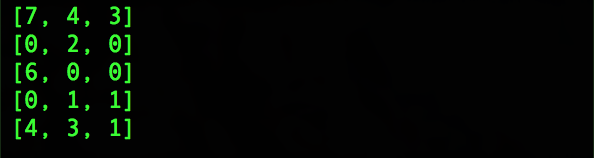 [7, 4, 3]
[0, 2, 0]
[6, 0, 0]
[0, 1, 1]
[4, 3, 1]